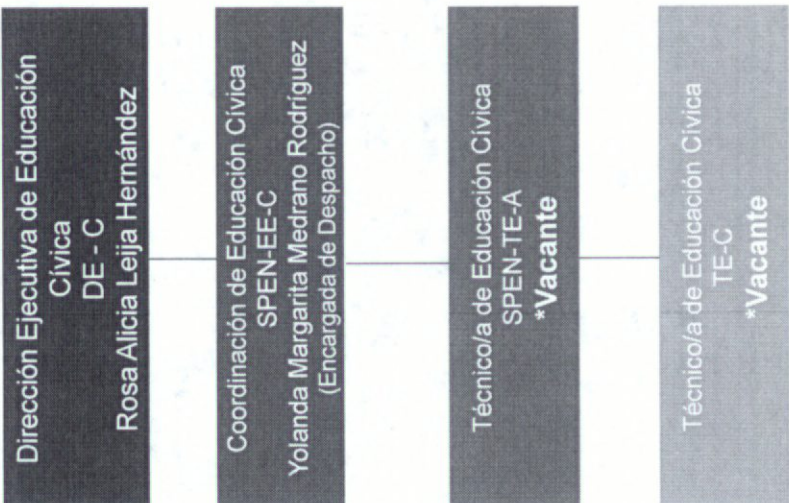 Dirección Ejecutiva de Educación
Cívica
DE - C
Rosa Alicia Leija Hernández
Coordinación de Educación Cívica
SPEN-EE-C
Yolanda Margarita Medrano Rodríguez
(Encargada de Despacho)
Técnico/a de Educación Cívica
SPEN-TE-A
*Vacante
Técnico/a de Educación Cívica
TE-C
*Vacante